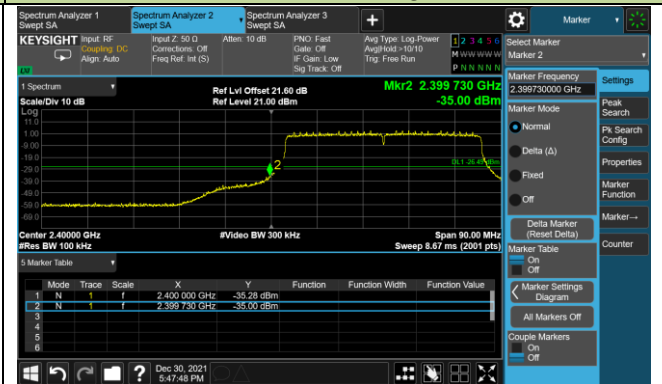 Spectrum Analyzer 1
Swept SA
Spectrum Analyzer 2
Swept SA
Spectrum Analyzer 3
Swept SA
+
Marker
KEYSIGHT
Input: RF
Coupling: DC
Align: Auto
Input Z: 50 Ω
Corrections: Off
Freq Ref: Int (S)
Atten: 10 dB
PNO: Fast
Gate: Off
IF Gain: Low
Sig Track: Off
Avg Type: Log-Power
Avg|Hold:>10/10
Trig: Free Run
1 2 3 4 5 6
M W W W W W
P N N N N N
Select Marker
Marker 2
1 Spectrum
Scale/Div 10 dB
Log
Ref Lvl Offset 21.60 dB
Ref Level 21.00 dBm
Mkr2 2.399 730 GHz
-35.00 dBm
11.0
1.00
-9.00
-19.0
-29.0
-39.0
-49.0
-59.0
-69.0
2
Center 2.40000 GHz
#Res BW 100 kHz
#Video BW 300 kHz
Span 90.00 MHz
Sweep 8.67 ms (2001 pts)
5 Marker Table
Mode Trace Scale X Y Function Function Width Function Value
1 N 1 f 2.400 000 GHz -35.28 dBm
2 N 1 f 2.399 730 GHz -35.00 dBm
3
4
5
6
Marker Frequency
2.399730000 GHz
Marker Mode
Normal
Delta (Δ)
Fixed
Off
Delta Marker
(Reset Delta)
Marker Table
On
Off
Marker Settings
Diagram
All Markers Off
Couple Markers
On
Off
Settings
Peak
Search
Pk Search
Config
Properties
Marker
Function
Marker→
Counter
?
Dec 30, 2021
5:47:48 PM